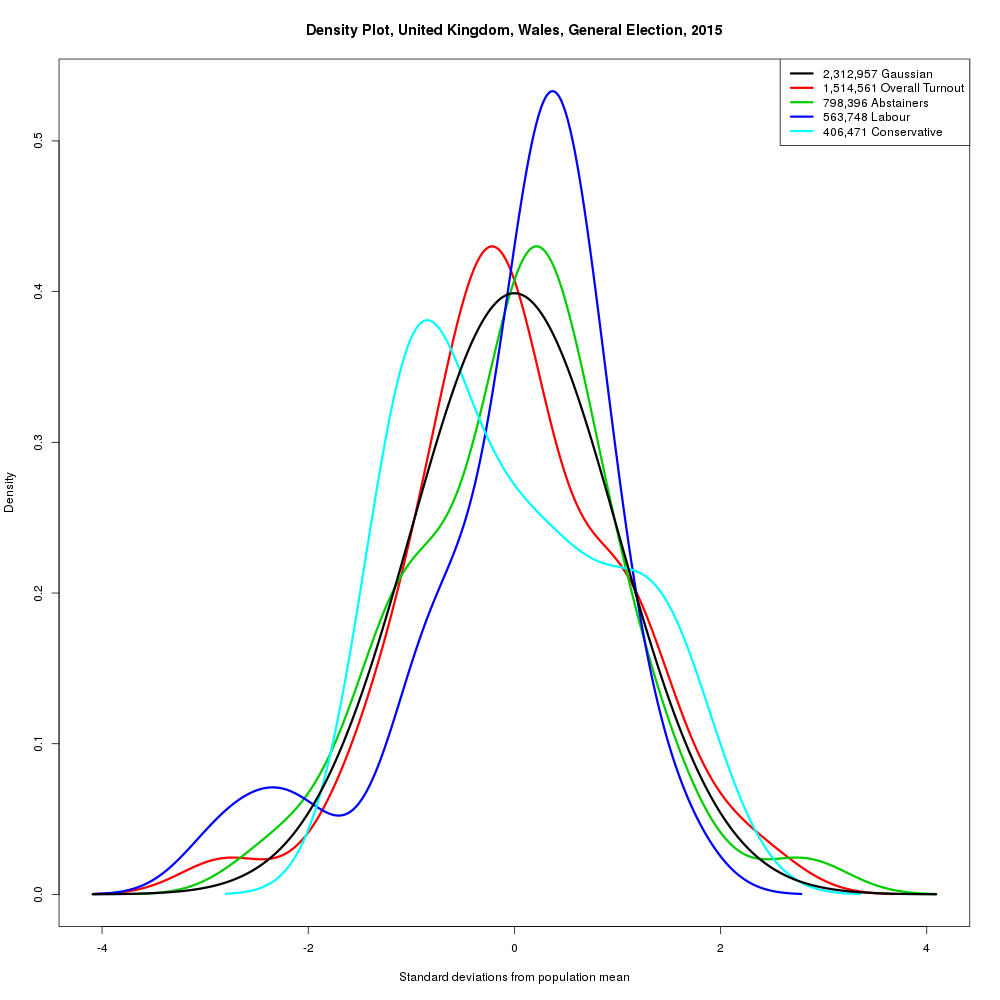 Density Plot, United Kingdom, Wales, General Election, 2015
2,312,957 Gaussian
1,514,561 Overall Turnout
798,396 Abstainers
563,748 Labour
406,471 Conservative
Density
0.5
0.4
0.3
0.2
0.1
0.0
-4 -2 0 2 4
Standard deviations from population mean